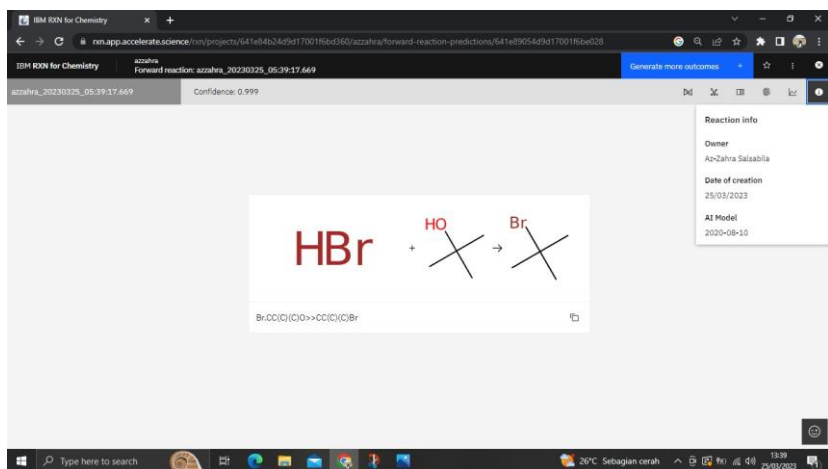 IBM RXN for Chemistry
rxn.app.accelerate.science/rxn/projects/641e84b24d9d17001f6bd360/azzahra/forward-reaction-predictions/641e89054d9d17001f6be028
IBM RXN for Chemistry
azzahra
Forward reaction: azzahra_20230325_05:39:17.669
Generate more outcomes +
azzahra_20230325_05:39:17.669
Confidence: 0.999
Reaction info
Owner
Az-Zahra Salsabila
Date of creation
25/03/2023
AI Model
2020-08-10
HBr + HO → Br
Br.CC(C)(C)O>>CC(C)(C)Br
Type here to search
26°C Sebagian cerah
13:39
25/03/2023